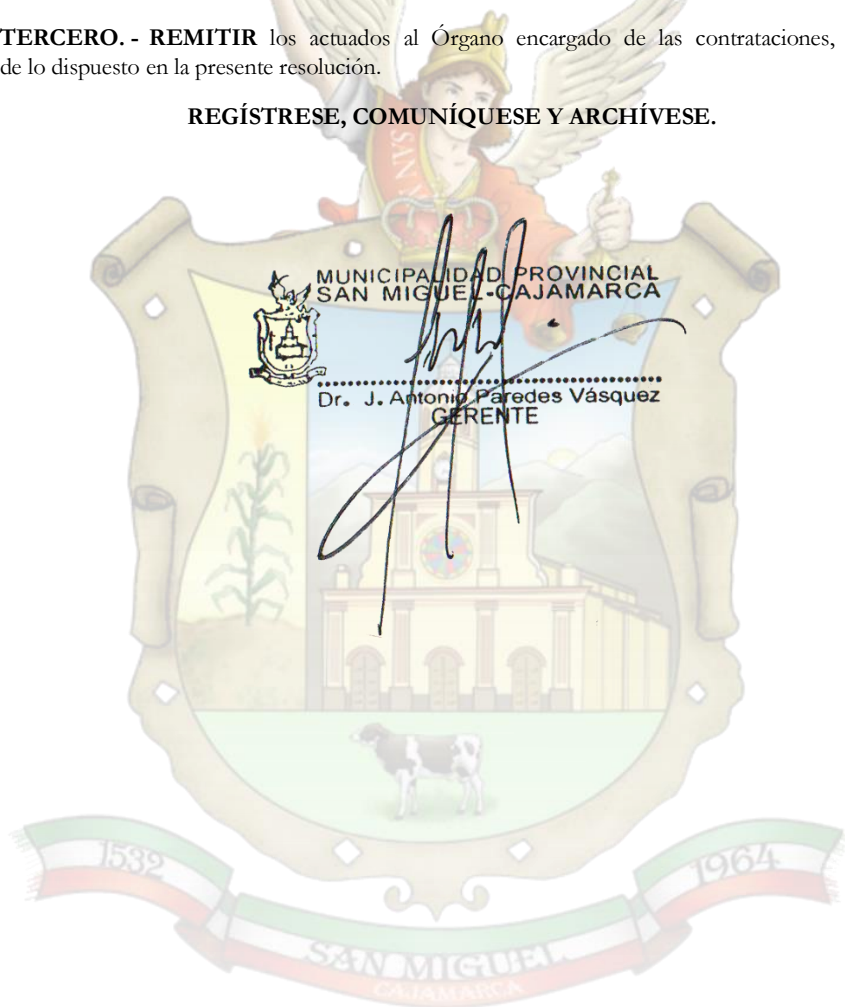 TERCERO. - REMITIR los actuados al Órgano encargado de las contrataciones,
de lo dispuesto en la presente resolución.
REGÍSTRESE, COMUNÍQUESE Y ARCHÍVESE.
SAN
MUNICIPALIDAD PROVINCIAL
SAN MIGUEL-CAJAMARCA
Dr. J. Antonio Paredes Vásquez
GERENTE
1532
1964
SAN MIGUEL
CAJAMARCA